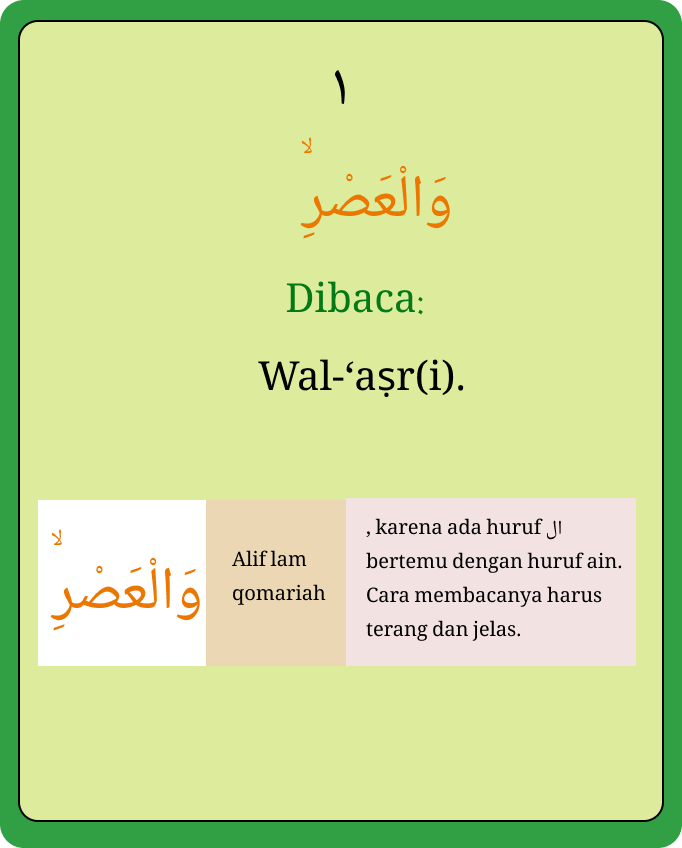 ١
وَالْعَصْرِۙ
Dibaca:
Wal-‘aṣr(i).
وَالْعَصْرِۙ
Alif lam
qomariah
, karena ada huruf ال
bertemu dengan huruf ain.
Cara membacanya harus
terang dan jelas.